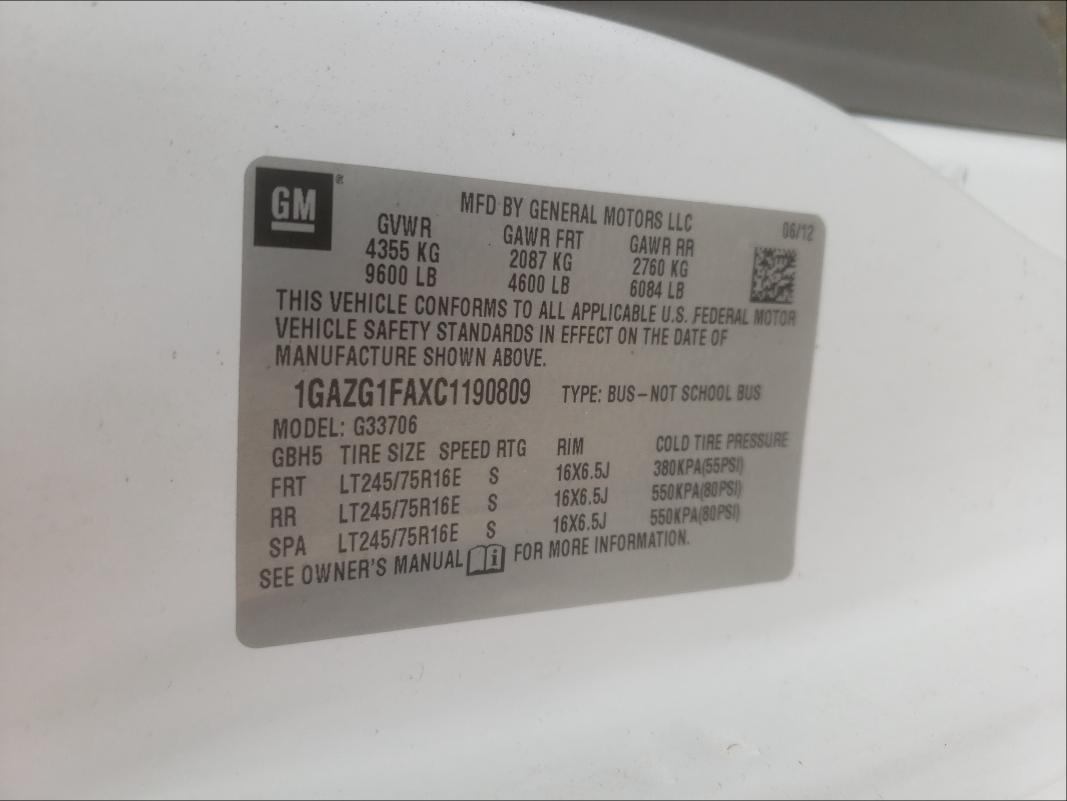 GM®
MFD BY GENERAL MOTORS LLC
06/12
GVWR GAWR FRT GAWR RR
4355 KG 2087 KG 2760 KG
9600 LB 4600 LB 6084 LB
THIS VEHICLE CONFORMS TO ALL APPLICABLE U.S. FEDERAL MOTOR
VEHICLE SAFETY STANDARDS IN EFFECT ON THE DATE OF
MANUFACTURE SHOWN ABOVE.
1GAZG1FAXC1190809 TYPE: BUS-NOT SCHOOL BUS
MODEL: G33706
GBH5 TIRE SIZE SPEED RTG RIM COLD TIRE PRESSURE
FRT LT245/75R16E S 16X6.5J 380KPA(55PSI)
RR LT245/75R16E S 16X6.5J 550KPA(80PSI)
SPA LT245/75R16E S 16X6.5J 550KPA(80PSI)
SEE OWNER'S MANUAL i FOR MORE INFORMATION.